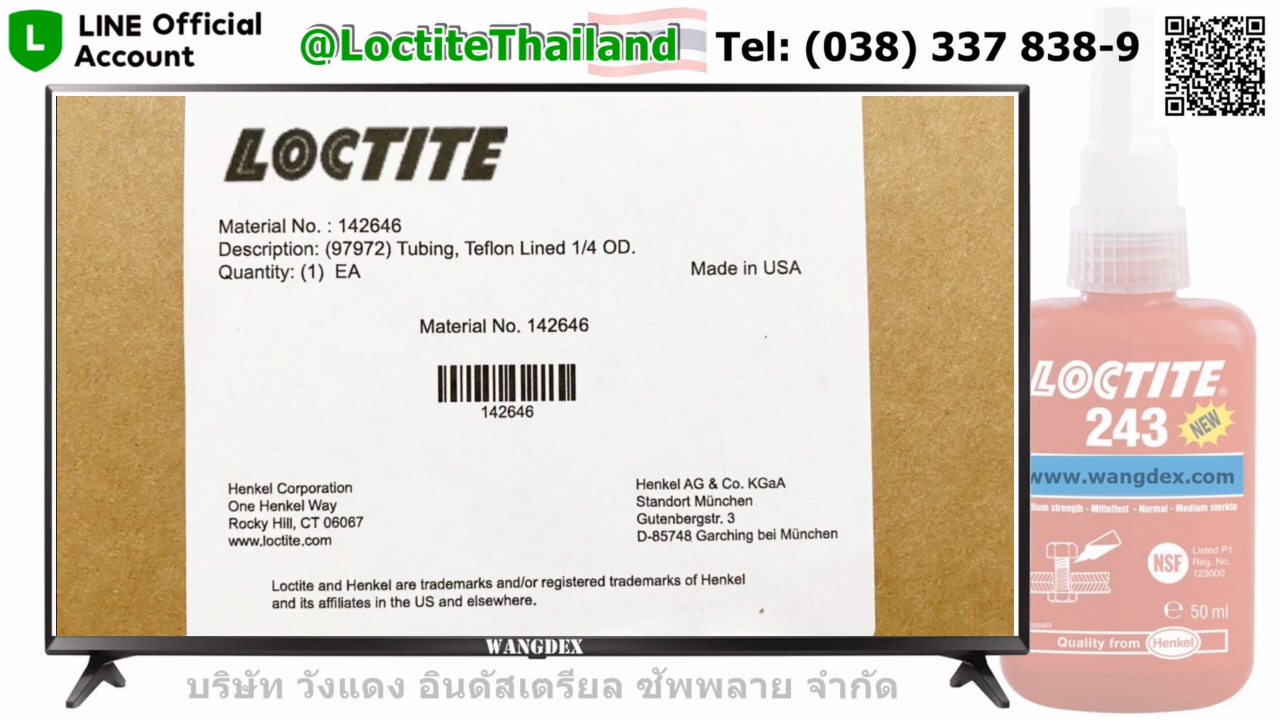 L
LINE Official
Account
@LoctiteThailand
Tel: (038) 337 838-9
LOCTITE
Material No. : 142646
Description: (97972) Tubing, Teflon Lined 1/4 OD.
Quantity: (1) EA
Made in USA
Material No. 142646
142646
Henkel Corporation
One Henkel Way
Rocky Hill, CT 06067
www.loctite.com
Henkel AG & Co. KGaA
Standort München
Gutenbergstr. 3
D-85748 Garching bei München
Loctite and Henkel are trademarks and/or registered trademarks of Henkel
and its affiliates in the US and elsewhere.
WANGDEX
บริษัท วังแดง อินดัสเตรียล ซัพพลาย จำกัด
LOCTITE®
243
NEW
www.wangdex.com
strength - Mittelfest - Normal - Medium sterkte
NSF
Listed P1
Reg. No.
123000
℮ 50 ml
Quality from Henkel